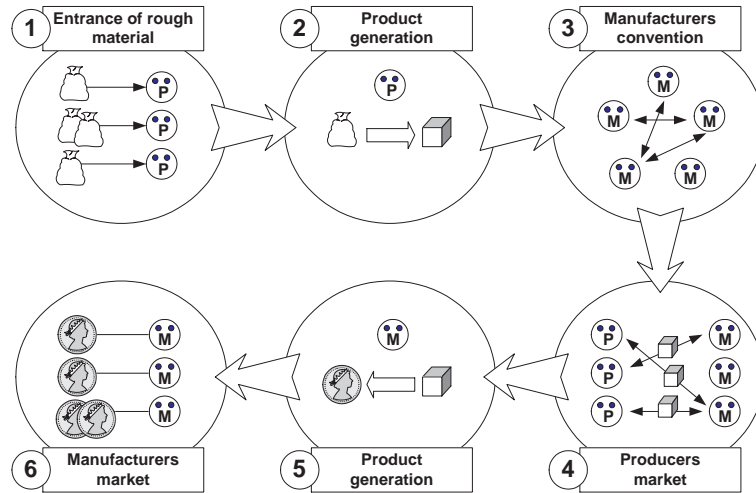 1
Entrance of rough
material
P
P
P
2
Product
generation
P
3
Manufacturers
convention
M
M
M
M
M
4
Producers
market
P
M
P
M
P
M
5
Product
generation
M
6
Manufacturers
market
M
M
M